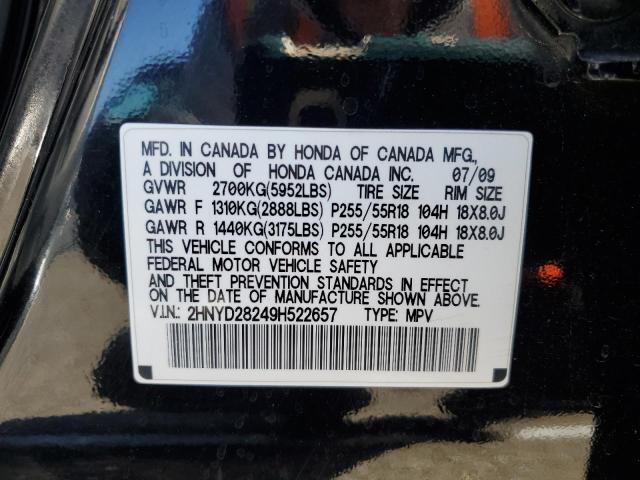 MFD. IN CANADA BY HONDA OF CANADA MFG.,
A DIVISION OF HONDA CANADA INC. 07/09
GVWR 2700KG(5952LBS) TIRE SIZE RIM SIZE
GAWR F 1310KG(2888LBS) P255/55R18 104H 18X8.0J
GAWR R 1440KG(3175LBS) P255/55R18 104H 18X8.0J
THIS VEHICLE CONFORMS TO ALL APPLICABLE
FEDERAL MOTOR VEHICLE SAFETY
AND THEFT PREVENTION STANDARDS IN EFFECT
ON THE DATE OF MANUFACTURE SHOWN ABOVE.
V.I.N.: 2HNYD28249H522657 TYPE: MPV